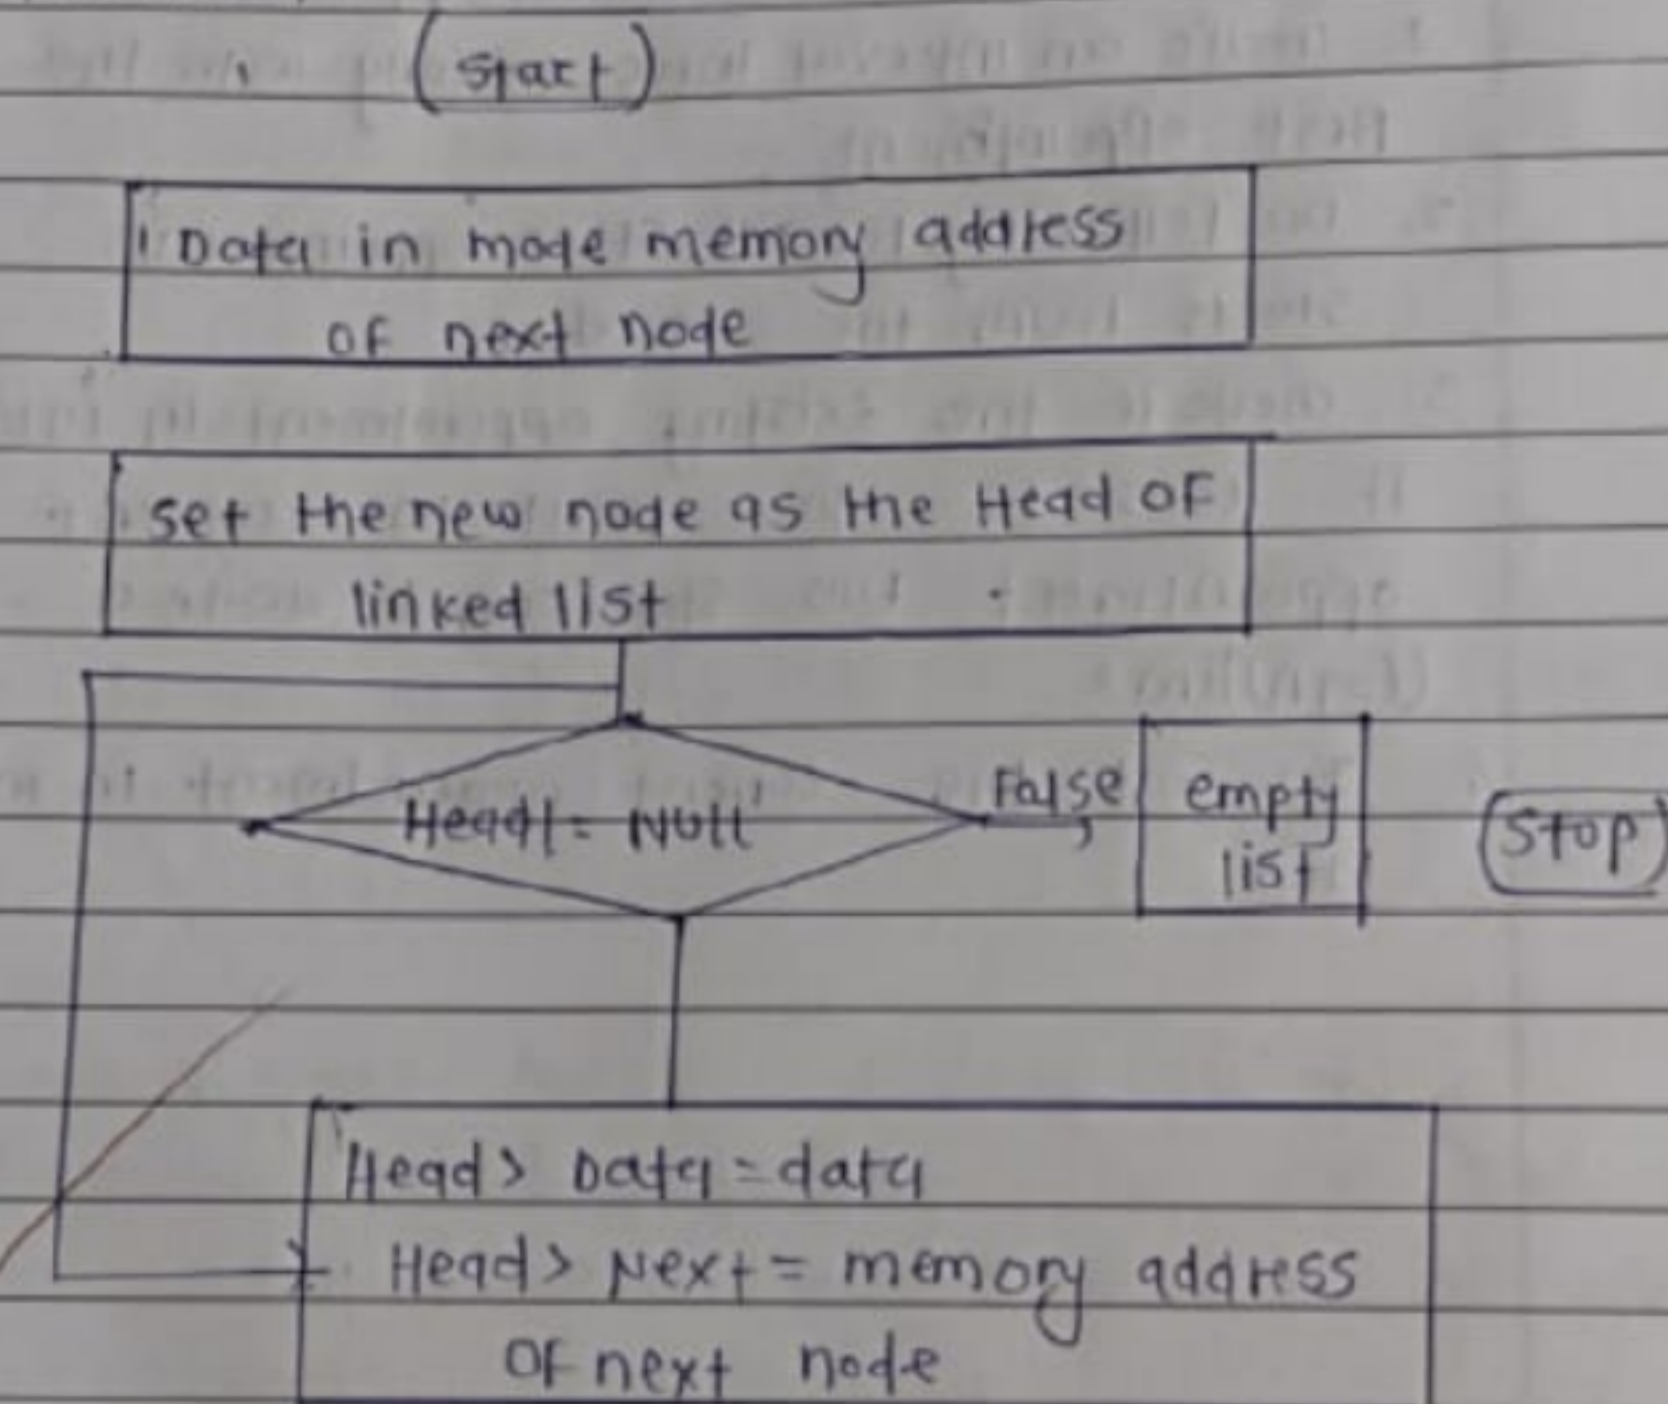 Start
Data in mode memory address
of next node
set the new node as the Head of
linked list
Head!= Null
False
empty
list
Stop
Head> Data=data
Head> Next= memory address
of next node